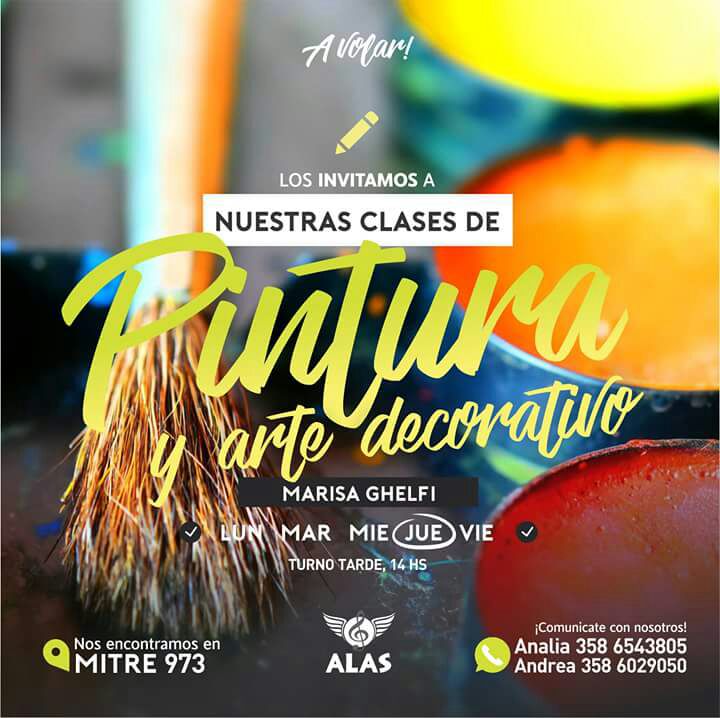 A volar!
LOS INVITAMOS A
NUESTRAS CLASES DE
Pintura
y arte decorativo
MARISA GHELFI
LUN MAR MIE JUE VIE
TURNO TARDE, 14 HS
Nos encontramos en
MITRE 973
ALAS
¡Comunicate con nosotros!
Analia 358 6543805
Andrea 358 6029050